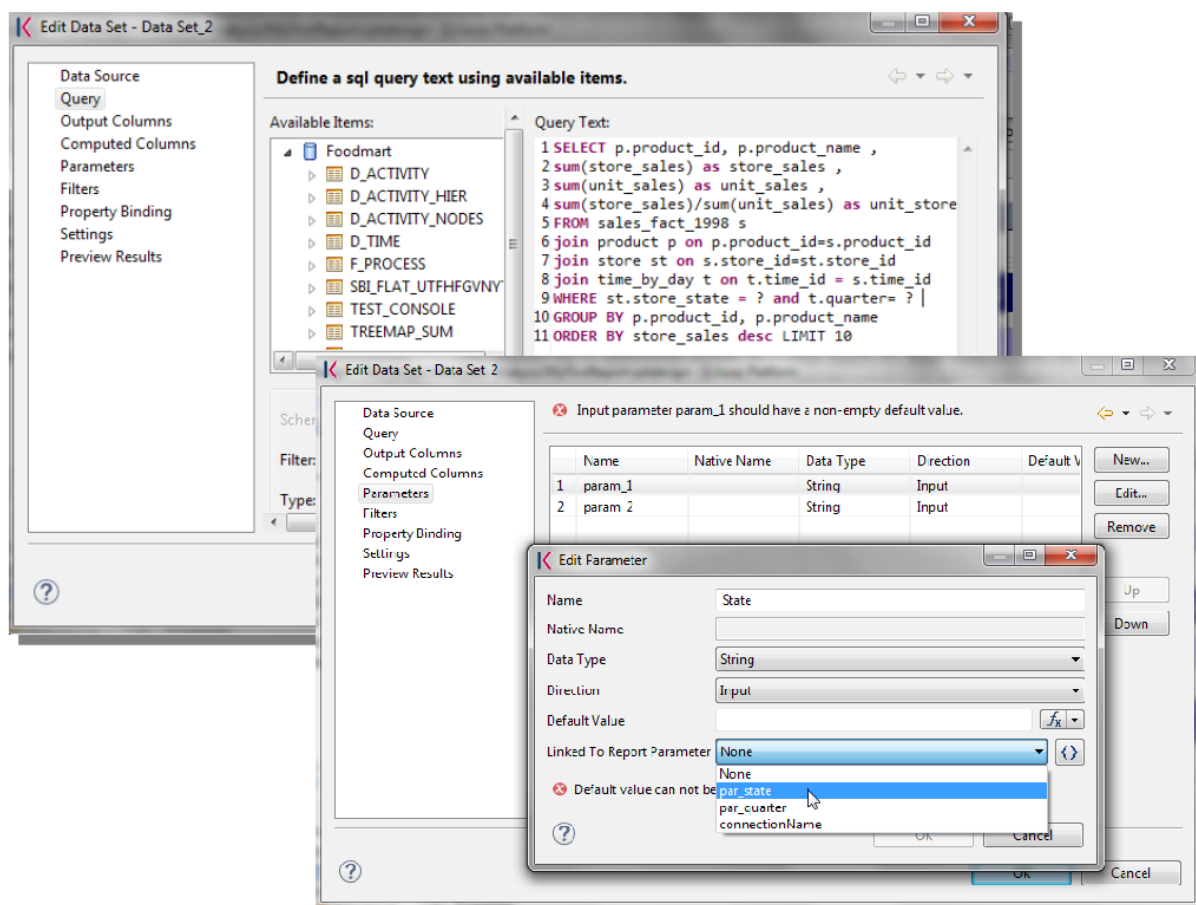 Edit Data Set - Data Set_2
Data Source
Query
Output Columns
Computed Columns
Parameters
Filters
Property Binding
Settings
Preview Results
Define a sql query text using available items.
Available Items:
Foodmart
D_ACTIVITY
D_ACTIVITY_HIER
D_ACTIVITY_NODES
D_TIME
F_PROCESS
SBI_FLAT_UTFHFGVNY
TEST_CONSOLE
TREEMAP_SUM
Query Text:
1 SELECT p.product_id, p.product_name ,
2 sum(store_sales) as store_sales ,
3 sum(unit_sales) as unit_sales ,
4 sum(store_sales)/sum(unit_sales) as unit_store
5 FROM sales_fact_1998 s
6 join product p on p.product_id=s.product_id
7 join store st on s.store_id=st.store_id
8 join time_by_day t on t.time_id = s.time_id
9 WHERE st.store_state = ? and t.quarter= ?
10 GROUP BY p.product_id, p.product_name
11 ORDER BY store_sales desc LIMIT 10
Schem
Filter:
Type:
Edit Data Set - Data Set 2
Data Source
Query
Output Columns
Computed Columns
Parameters
Filters
Property Binding
Settings
Preview Results
Input parameter param_1 should have a non-empty default value.
Name Native Name Data Type Direction Default V
1 param_1 String Input
2 param 2 String Input
New...
Edit...
Remove
Up
Down
Edit Parameter
Name State
Native Name
Data Type String
Direction Input
Default Value fx
Linked To Report Parameter None
None
par_state
par_quarter
connectionName
Default value can not be
OK Cancel
OK Cancel